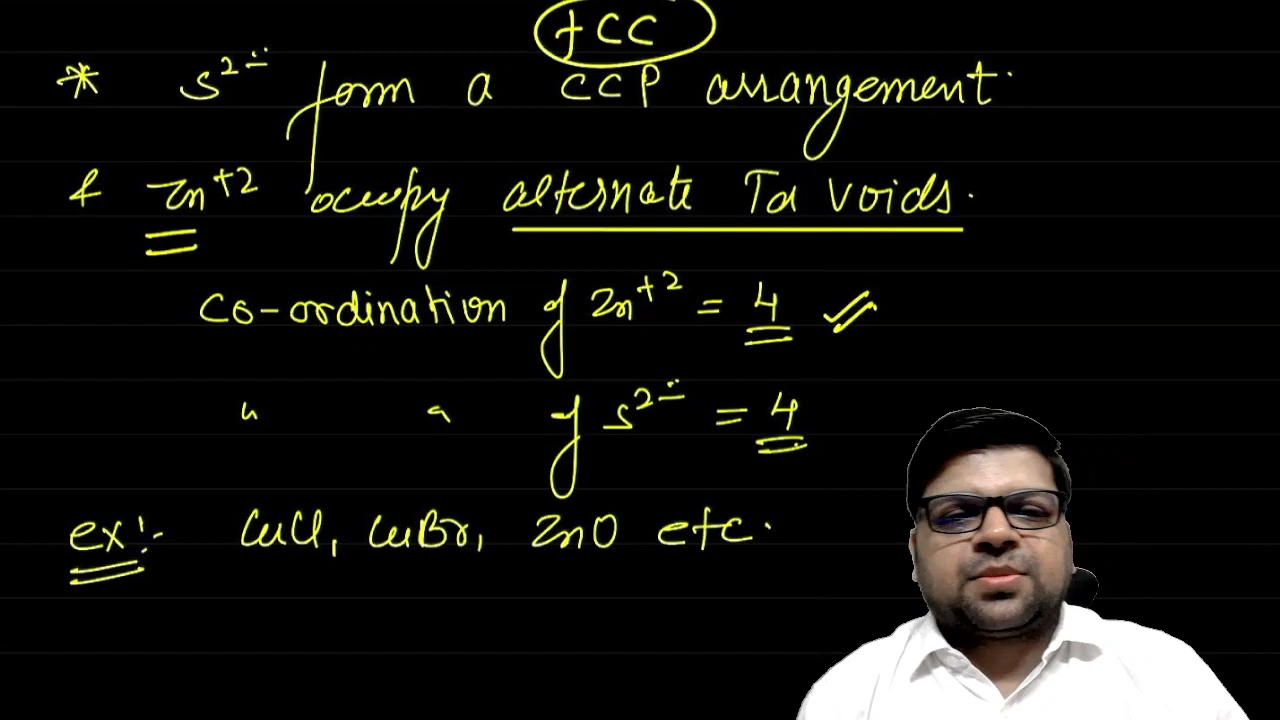 fCC
* S²⁻ form a CCP arrangement.
& Zn⁺² occupy alternate Td voids.
Co-ordination of Zn⁺² = 4
" " of S²⁻ = 4
ex:- CuCl, CuBr, ZnO etc.